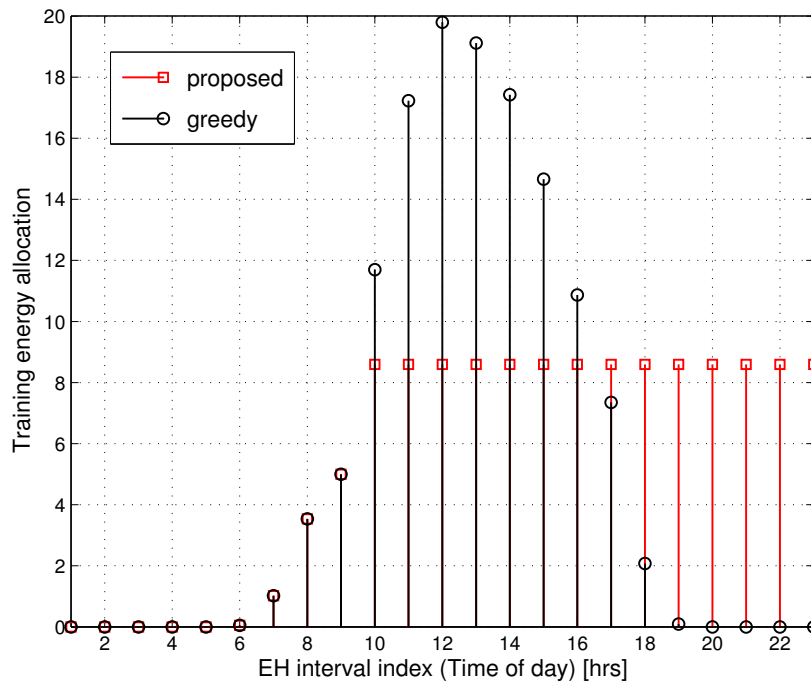 20
18
16
14
12
10
8
6
4
2
0
Training energy allocation
proposed
greedy
2 4 6 8 10 12 14 16 18 20 22
EH interval index (Time of day) [hrs]